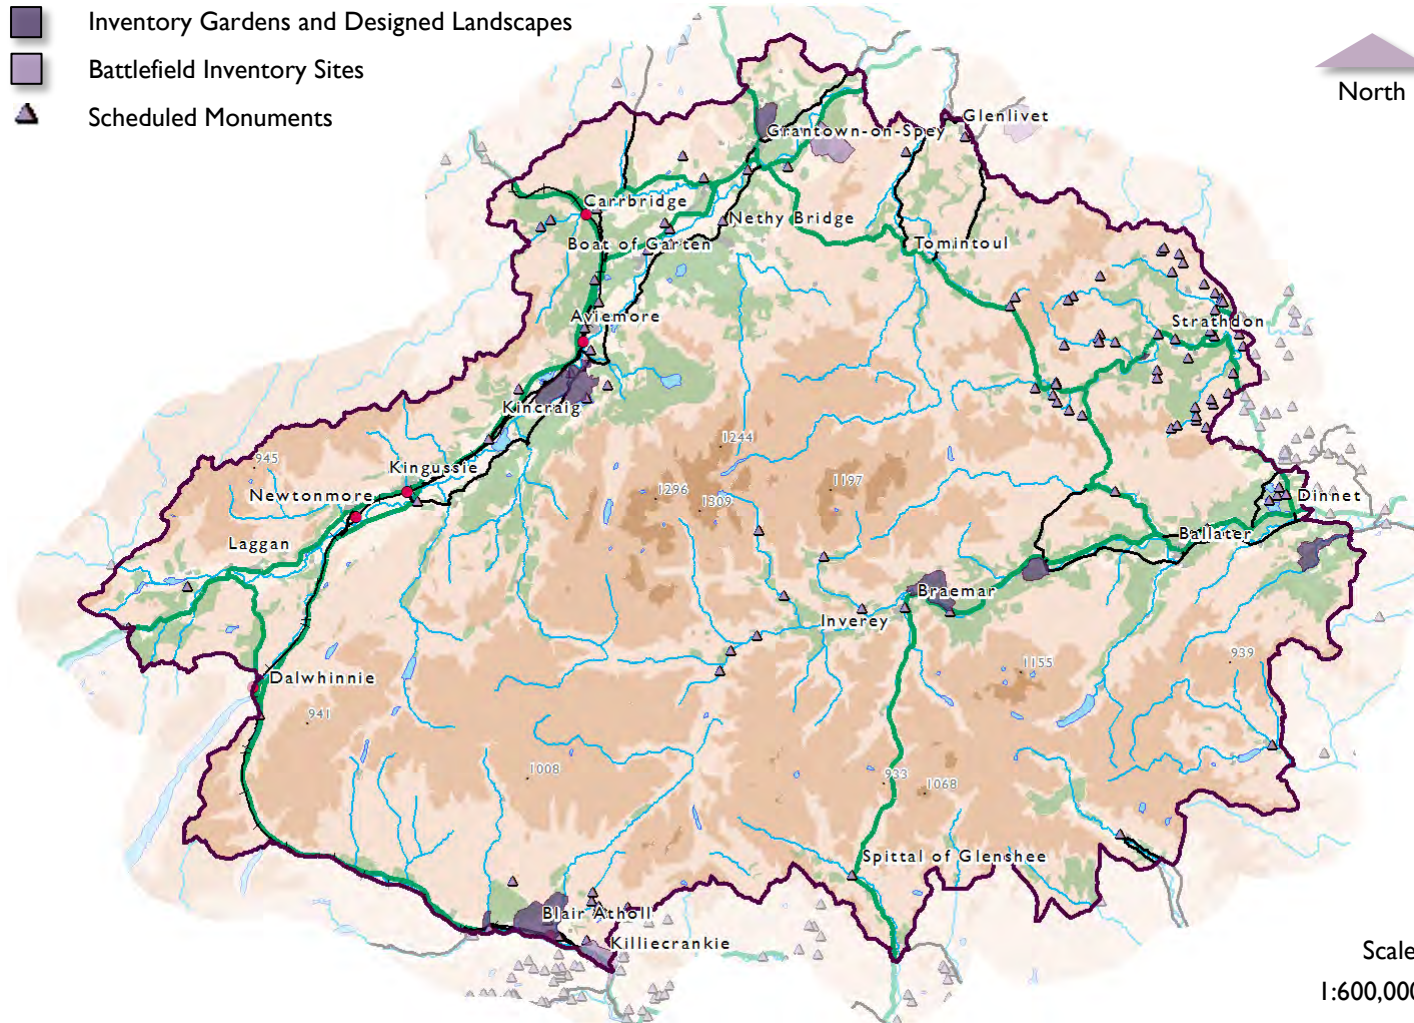 Inventory Gardens and Designed Landscapes
Battlefield Inventory Sites
Scheduled Monuments
North
Glenlivet
Grantown-on-Spey
Carrbridge
Nethy Bridge
Boat of Garten
Tomintoul
Aviemore
Strathdon
Kincraig
1244
945
Kingussie
1197
Newtonmore
1296
1309
Dinnet
Laggan
Ballater
Braemar
Inverey
939
1155
Dalwhinnie
941
1008
933
1068
Spittal of Glenshee
Blair Atholl
Killiecrankie
Scale
1:600,000